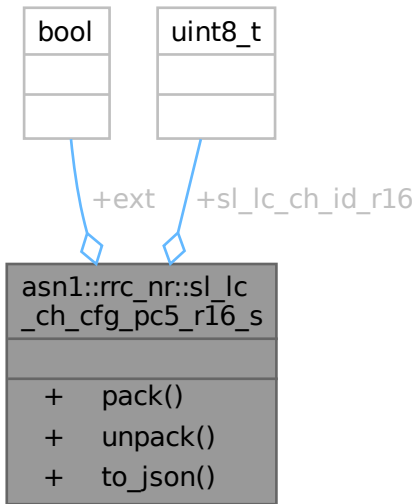 bool
uint8_t
+ext
+sl_lc_ch_id_r16
asn1::rrc_nr::sl_lc
_ch_cfg_pc5_r16_s
+ pack()
+ unpack()
+ to_json()